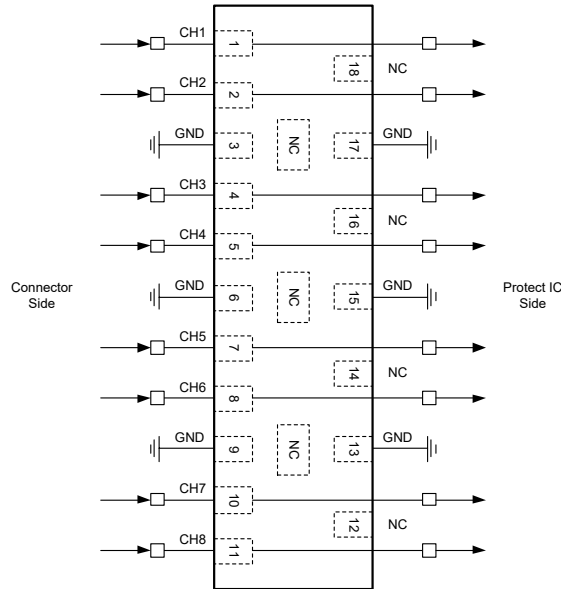 CH1
1
18
NC
CH2
2
GND
3
NC
17
GND
CH3
4
16
NC
CH4
5
Connector
Side
GND
6
NC
15
GND
Protect IC
Side
CH5
7
14
NC
CH6
8
GND
9
NC
13
GND
CH7
10
12
NC
CH8
11